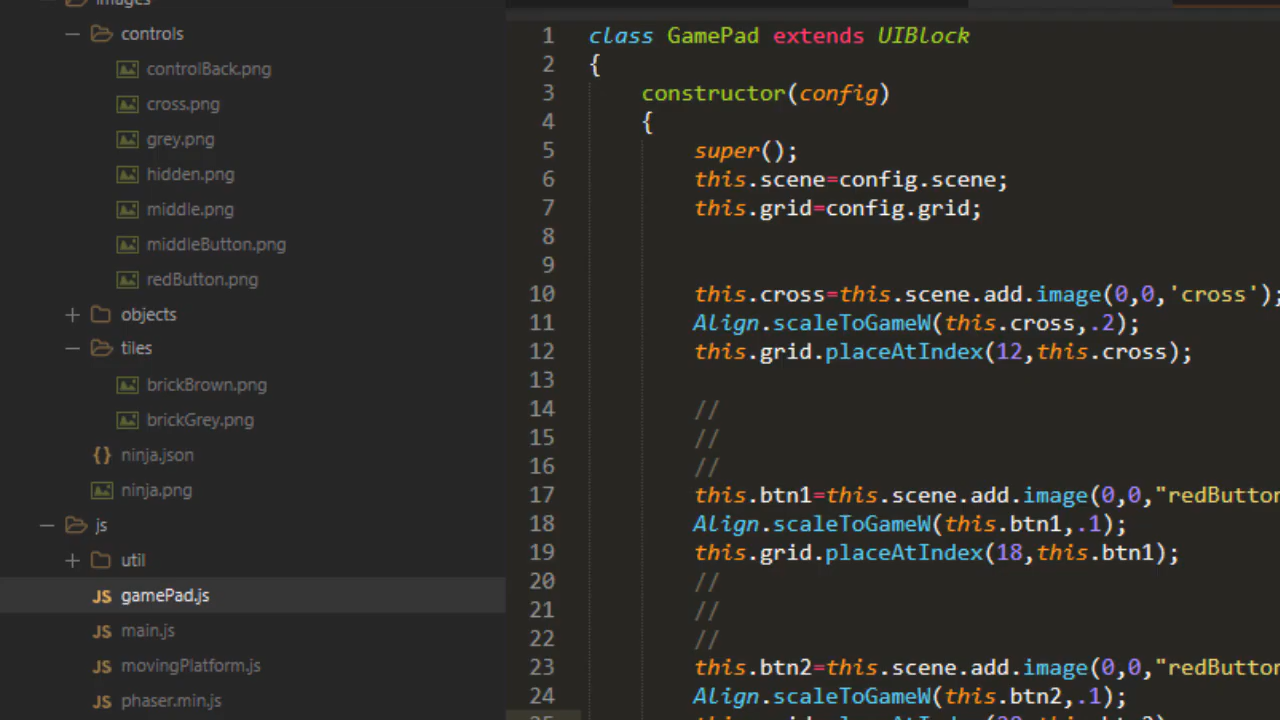 images
controls
controlBack.png
cross.png
grey.png
hidden.png
middle.png
middleButton.png
redButton.png
objects
tiles
brickBrown.png
brickGrey.png
{} ninja.json
ninja.png
js
util
JS gamePad.js
JS main.js
JS movingPlatform.js
JS phaser.min.js
1 class GamePad extends UIBlock
2 {
3 constructor(config)
4 {
5 super();
6 this.scene=config.scene;
7 this.grid=config.grid;
8
9
10 this.cross=this.scene.add.image(0,0,'cross');
11 Align.scaleToGameW(this.cross,.2);
12 this.grid.placeAtIndex(12,this.cross);
13
14 //
15 //
16 //
17 this.btn1=this.scene.add.image(0,0,"redButton
18 Align.scaleToGameW(this.btn1,.1);
19 this.grid.placeAtIndex(18,this.btn1);
20 //
21 //
22 //
23 this.btn2=this.scene.add.image(0,0,"redButton
24 Align.scaleToGameW(this.btn2,.1);